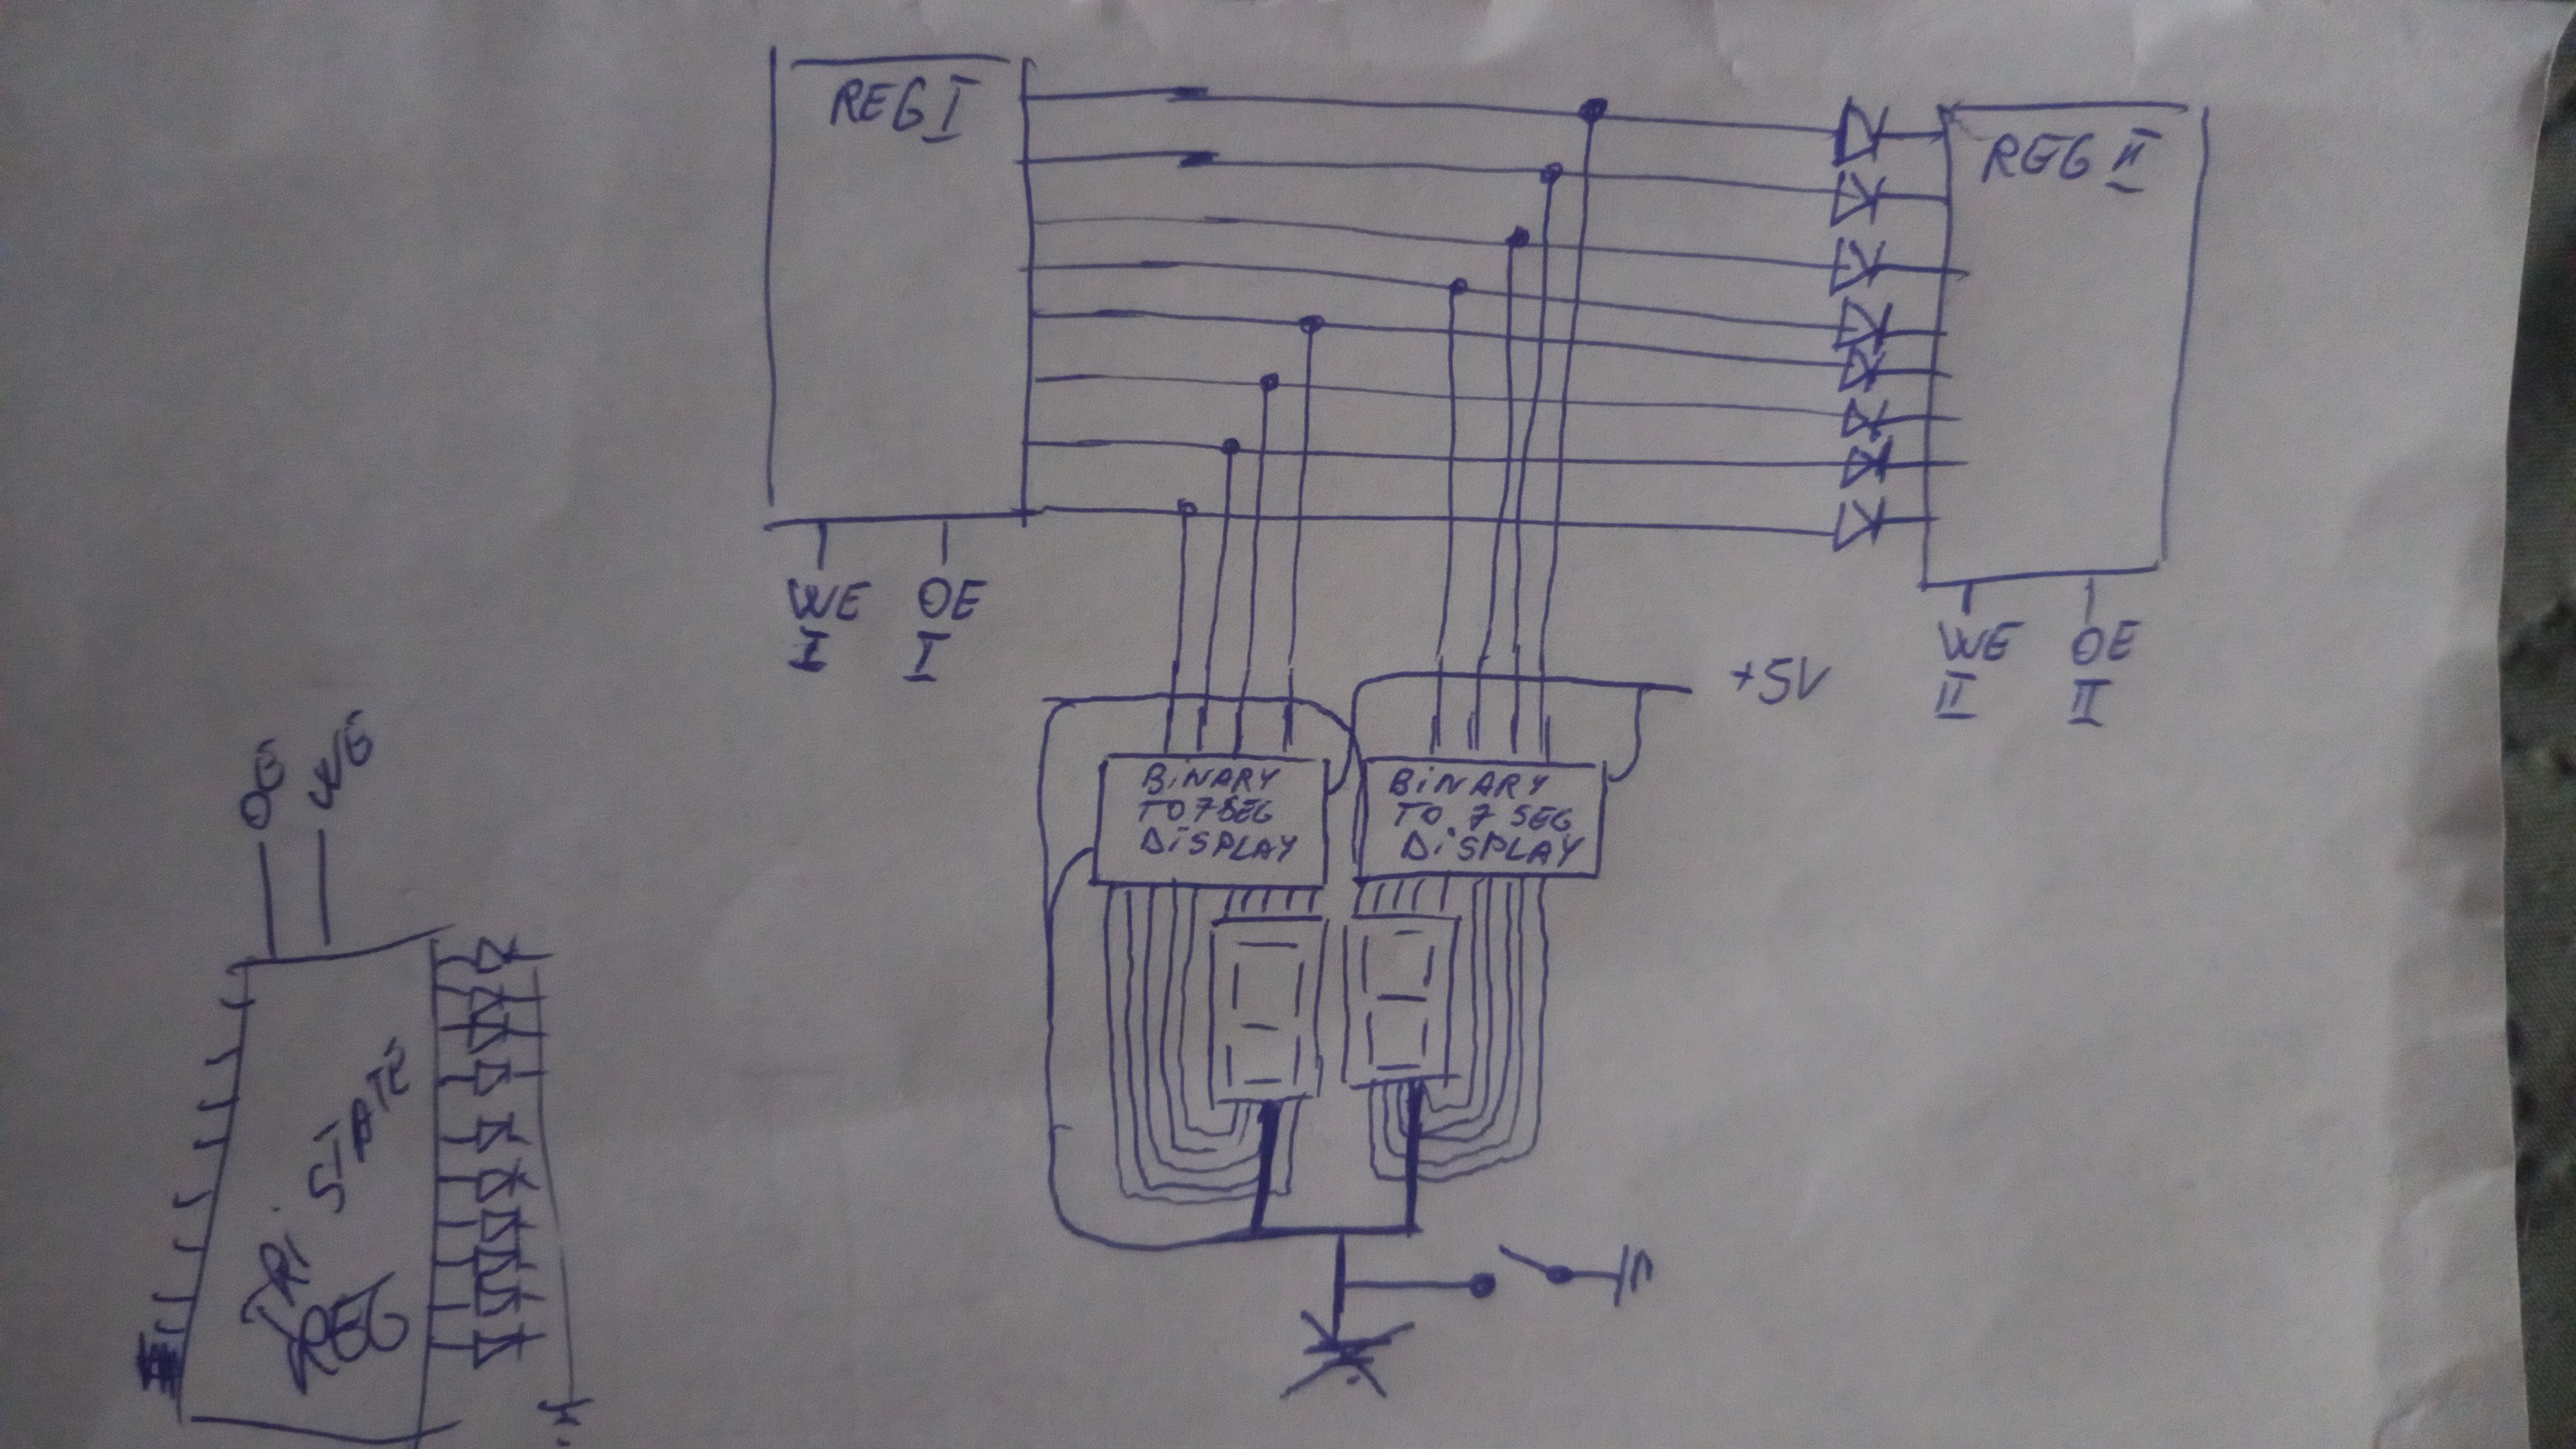 REG I
WE OE
I I
REG II
WE OE
II II
BINARY
TO 7 SEG
DISPLAY
BINARY
TO 7 SEG
DISPLAY
+5V
OE
WE
TRI STATE